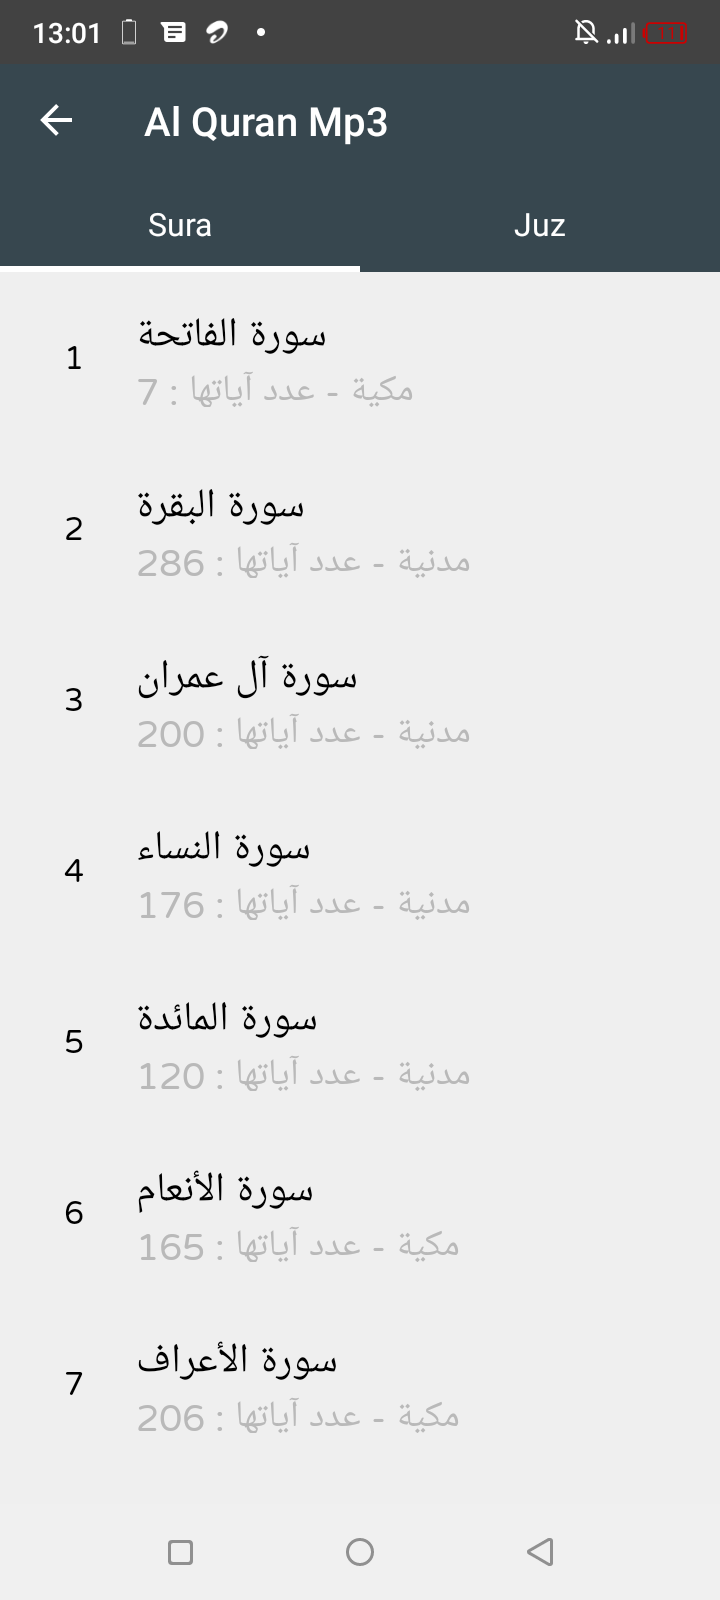 13:01
11
Al Quran Mp3
Sura
Juz
1
سورة الفاتحة
مكية - عدد آياتها : 7
2
سورة البقرة
مدنية - عدد آياتها : 286
3
سورة آل عمران
مدنية - عدد آياتها : 200
4
سورة النساء
مدنية - عدد آياتها : 176
5
سورة المائدة
مدنية - عدد آياتها : 120
6
سورة الأنعام
مكية - عدد آياتها : 165
7
سورة الأعراف
مكية - عدد آياتها : 206